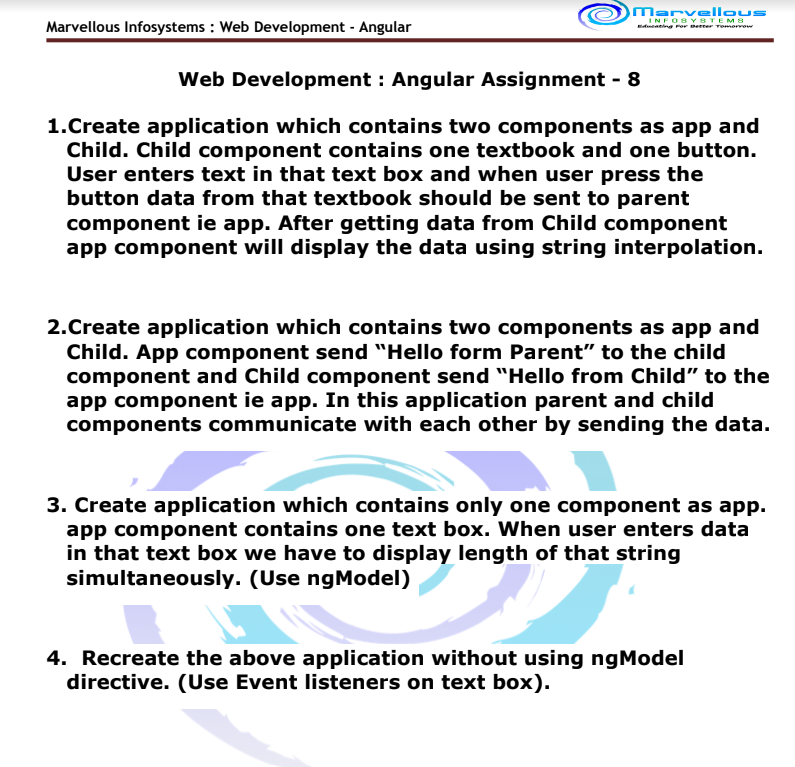 Marvellous Infosystems : Web Development - Angular
Marvellous
INFOSYSTEMS
Educating For Better Tomorrow
Web Development : Angular Assignment - 8
1.Create application which contains two components as app and
Child. Child component contains one textbook and one button.
User enters text in that text box and when user press the
button data from that textbook should be sent to parent
component ie app. After getting data from Child component
app component will display the data using string interpolation.
2.Create application which contains two components as app and
Child. App component send “Hello form Parent” to the child
component and Child component send “Hello from Child” to the
app component ie app. In this application parent and child
components communicate with each other by sending the data.
3. Create application which contains only one component as app.
app component contains one text box. When user enters data
in that text box we have to display length of that string
simultaneously. (Use ngModel)
4. Recreate the above application without using ngModel
directive. (Use Event listeners on text box).